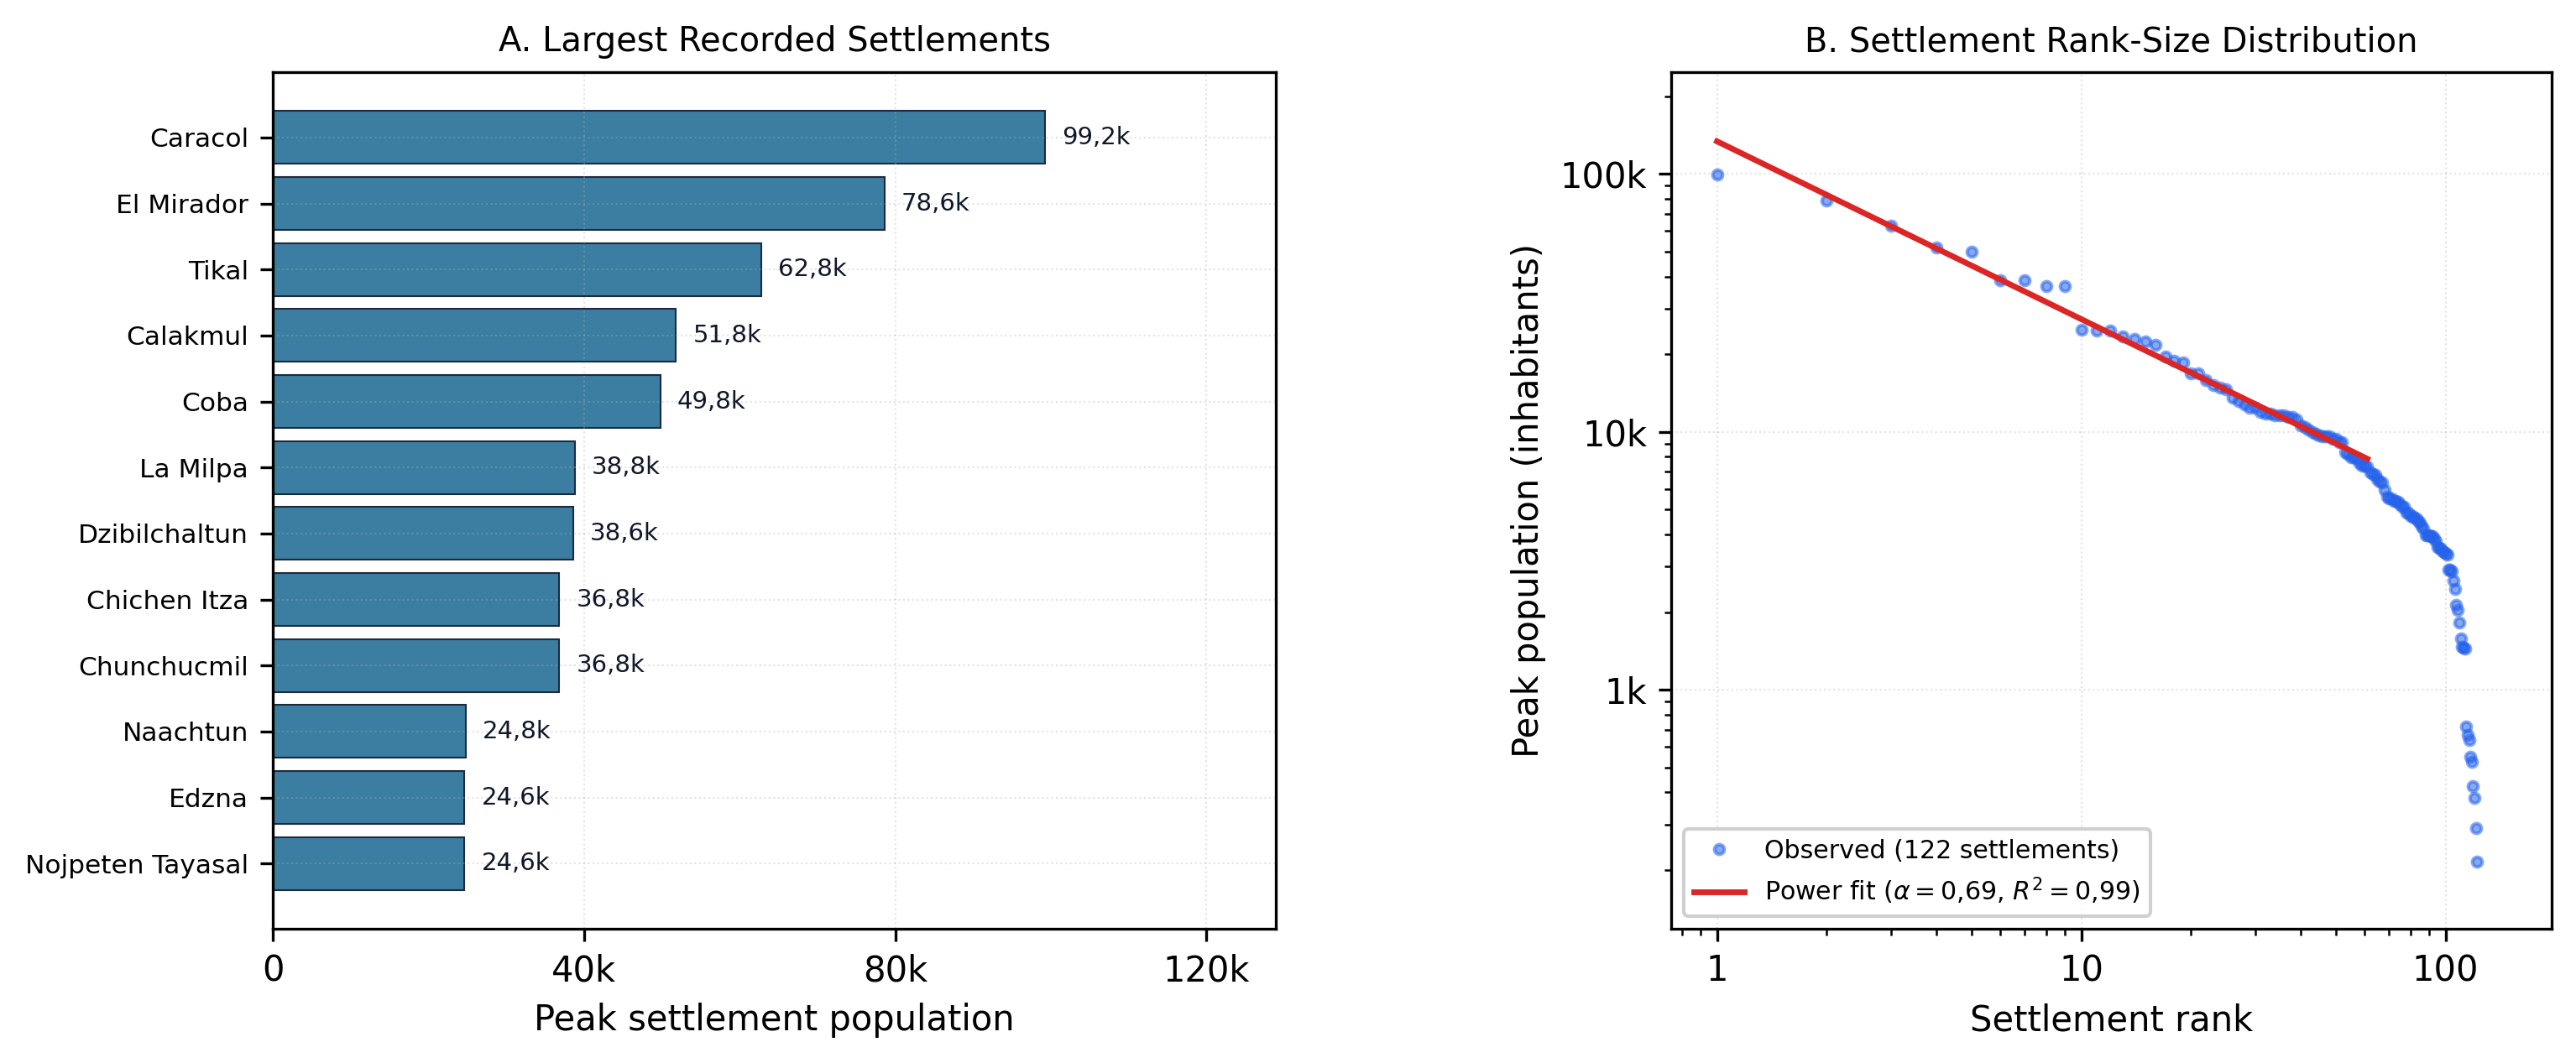 A. Largest Recorded Settlements
Caracol 99,2k
El Mirador 78,6k
Tikal 62,8k
Calakmul 51,8k
Coba 49,8k
La Milpa 38,8k
Dzibilchaltun 38,6k
Chichen Itza 36,8k
Chunchucmil 36,8k
Naachtun 24,8k
Edzna 24,6k
Nojpeten Tayasal 24,6k
0 40k 80k 120k
Peak settlement population
B. Settlement Rank-Size Distribution
Peak population (inhabitants)
100k
10k
1k
Observed (122 settlements)
Power fit (α = 0,69, R² = 0,99)
1 10 100
Settlement rank